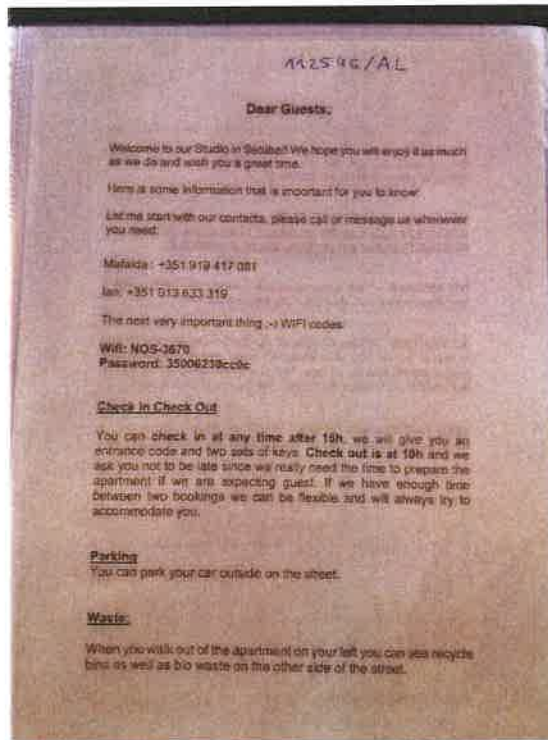 112546/AL
Dear Guests,
Welcome to our Studio in Setúbal! We hope you will enjoy it as much
as we do and wish you a great time.
Here is some information that is important for you to know:
Let me start with our contacts, please call or message us whenever
you need:
Mafalda: +351 919 417 081
Ian: +351 913 633 319
The next very important thing :-) WIFI codes:
Wifi: NOS-3670
Password:
Check In Check Out
You can check in at any time after 15h, we will give you an
entrance code and two sets of keys. Check out is at 10h and we
ask you not to be late since we really need the time to prepare the
apartment if we are expecting guest. If we have enough time
between two bookings we can be flexible and will always try to
accommodate you.
Parking
You can park your car outside on the street.
Waste:
When you walk out of the apartment on your left you can see recycle
bins as well as bio waste on the other side of the street.